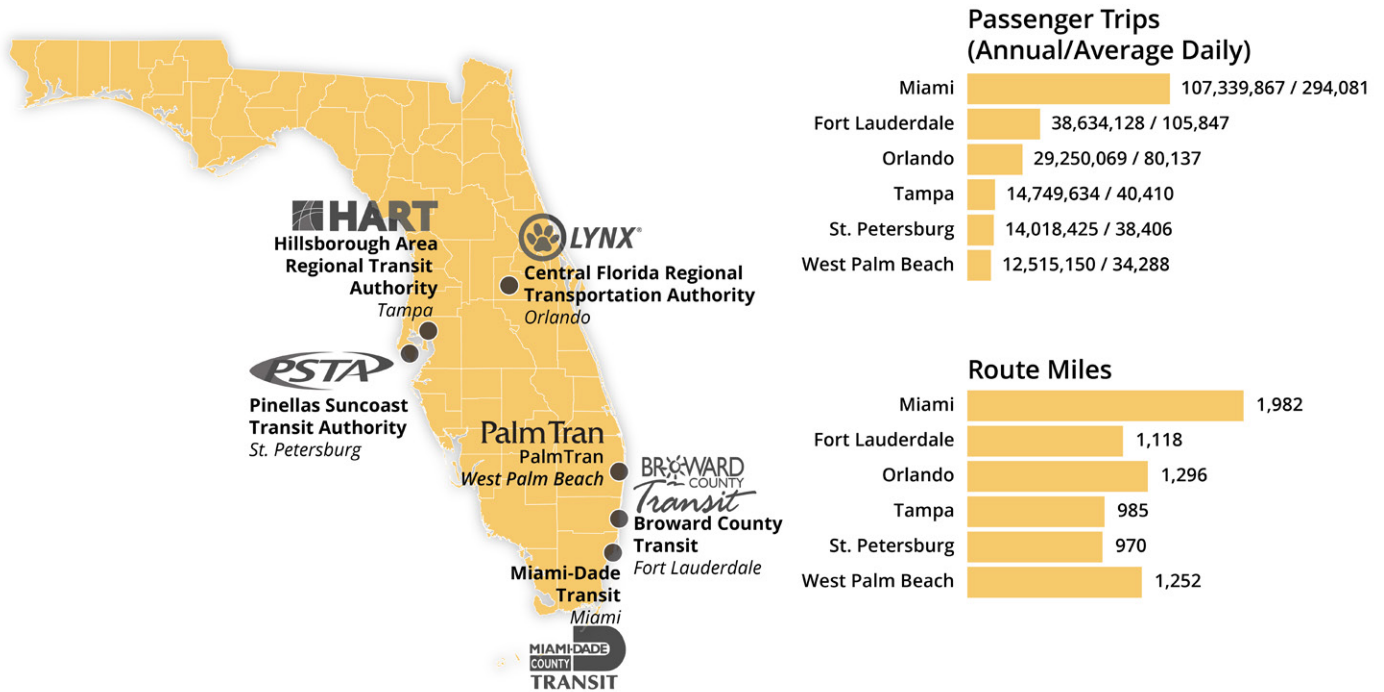 HART
Hillsborough Area
Regional Transit
Authority
Tampa
LYNX®
Central Florida Regional
Transportation Authority
Orlando
PSTA
Pinellas Suncoast
Transit Authority
St. Petersburg
PalmTran
PalmTran
West Palm Beach
BROWARD
COUNTY
Transit
Broward County
Transit
Fort Lauderdale
Miami-Dade
Transit
Miami
MIAMI-DADE
COUNTY
TRANSIT
Passenger Trips
(Annual/Average Daily)
Miami 107,339,867 / 294,081
Fort Lauderdale 38,634,128 / 105,847
Orlando 29,250,069 / 80,137
Tampa 14,749,634 / 40,410
St. Petersburg 14,018,425 / 38,406
West Palm Beach 12,515,150 / 34,288
Route Miles
Miami 1,982
Fort Lauderdale 1,118
Orlando 1,296
Tampa 985
St. Petersburg 970
West Palm Beach 1,252